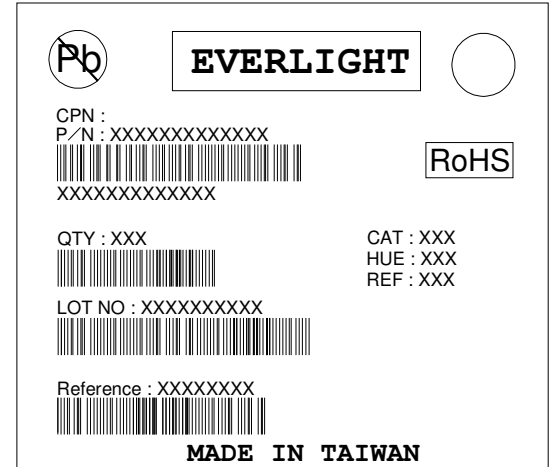 Pb
EVERLIGHT
CPN :
P/N : XXXXXXXXXXXXX
RoHS
XXXXXXXXXXXXX
QTY : XXX
CAT : XXX
HUE : XXX
REF : XXX
LOT NO : XXXXXXXXXX
Reference : XXXXXXXX
MADE IN TAIWAN